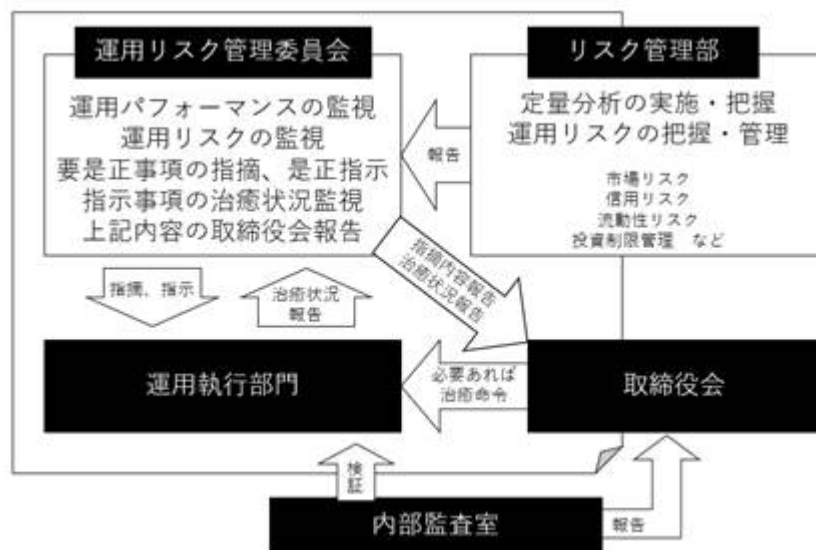 運用リスク管理委員会
運用パフォーマンスの監視
運用リスクの監視
要是正事項の指摘、是正指示
指示事項の治癒状況監視
上記内容の取締役会報告
リスク管理部
定量分析の実施・把握
運用リスクの把握・管理
市場リスク
信用リスク
流動性リスク
投資制限管理 など
報告
指摘内容報告
治癒状況報告
指摘、指示
治癒状況
報告
運用執行部門
必要あれば
治癒命令
取締役会
検証
内部監査室
報告